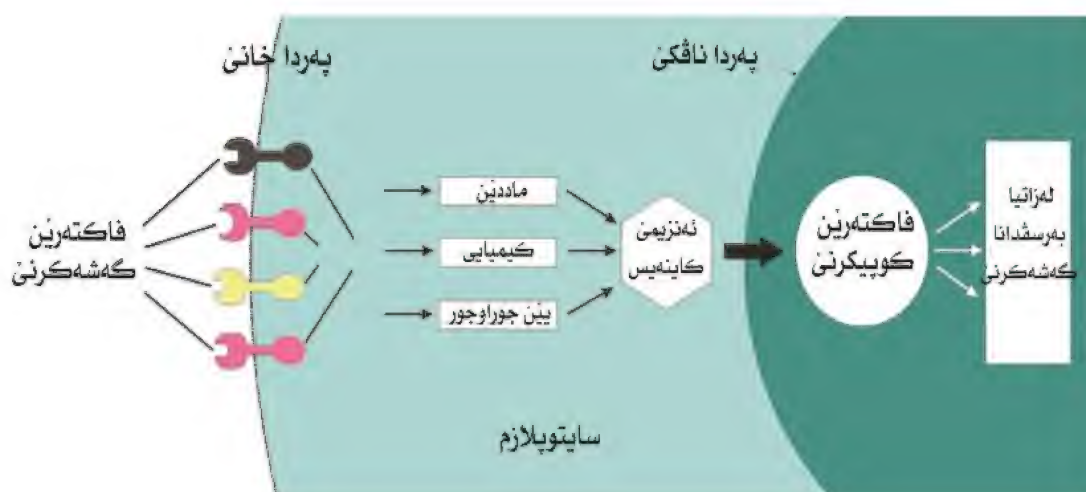 پەردا خانێ
پەردا ناڤکێ
فاکتەرێن
گەشەکرنێ
ماددێن
کیمیایی
یێن جوراوجور
ئەنزیمێ
کاینەیس
فاکتەرێن
کوپیکرنێ
لەزاتیا
بەرسڤدانا
گەشەکرنێ
سایتوپلازم